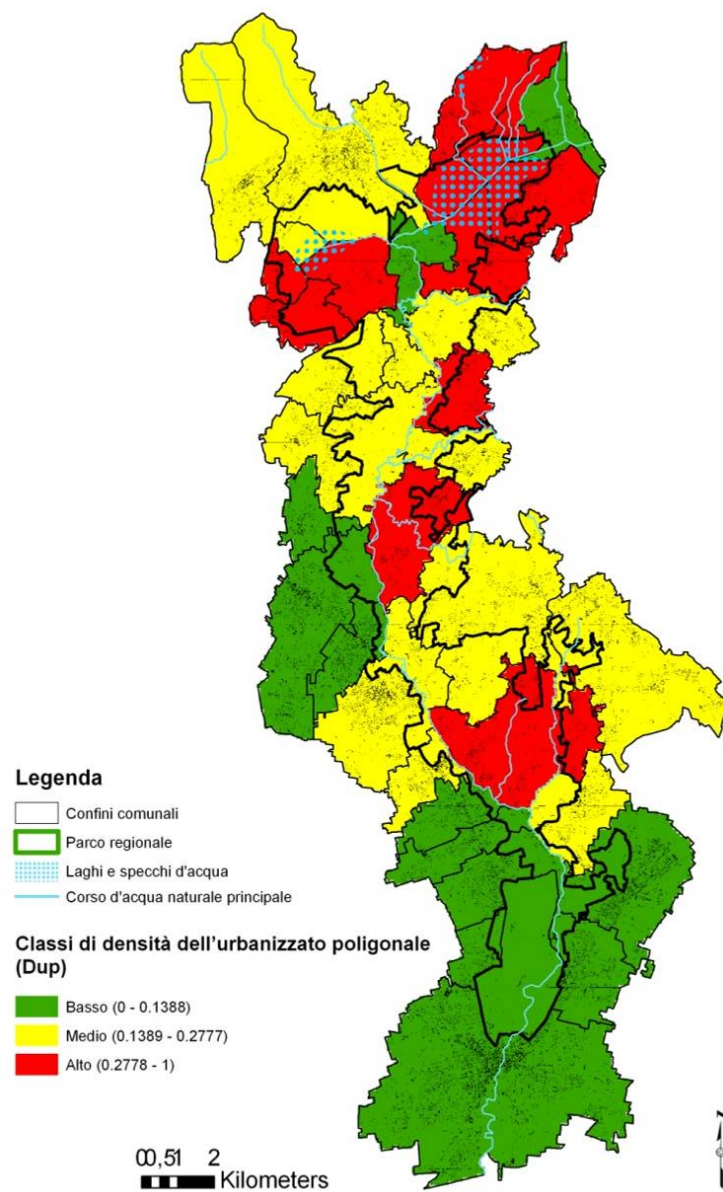 Legenda
Confini comunali
Parco regionale
Laghi e specchi d'acqua
Corso d'acqua naturale principale
Classi di densità dell'urbanizzato poligonale
(Dup)
Basso (0 - 0.1388)
Medio (0.1389 - 0.2777)
Alto (0.2778 - 1)
00,51 2
Kilometers